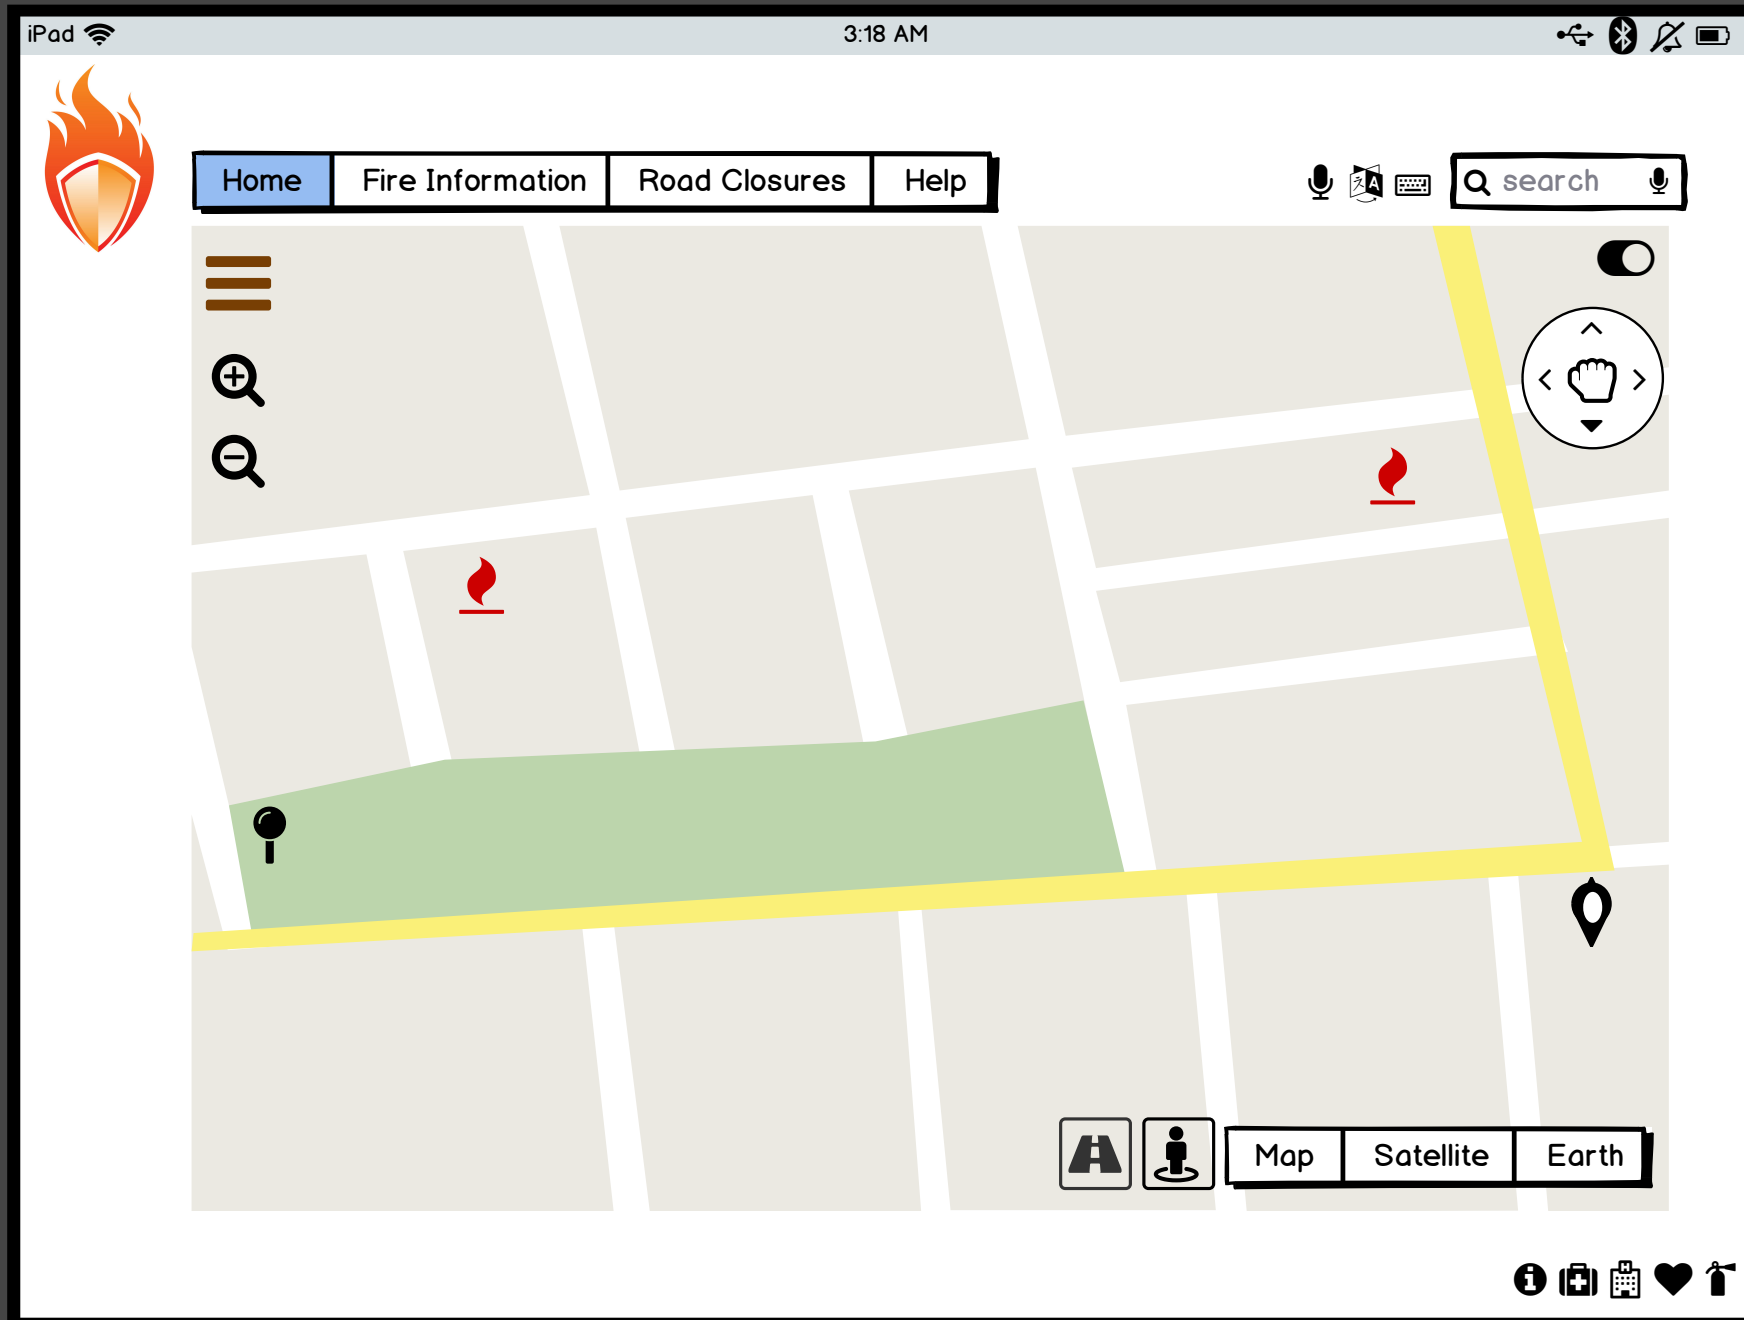 iPad
3:18 AM
Home Fire Information Road Closures Help
search
Map Satellite Earth